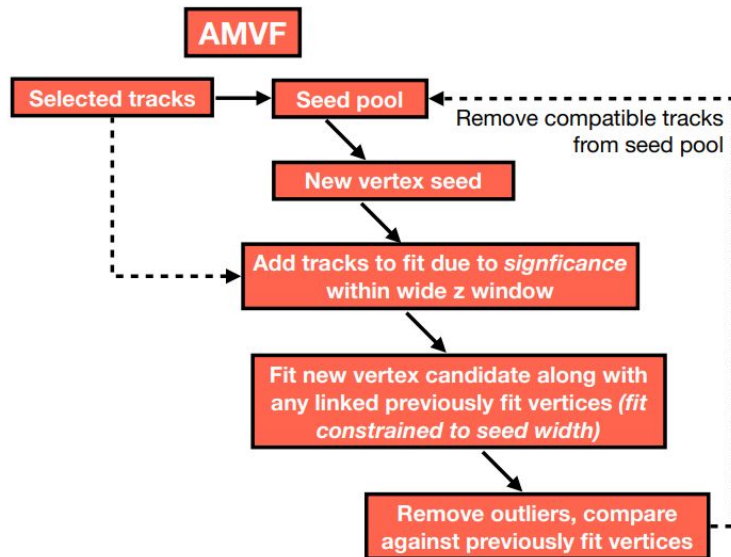 AMVF
Selected tracks
Seed pool
Remove compatible tracks
from seed pool
New vertex seed
Add tracks to fit due to signficance
within wide z window
Fit new vertex candidate along with
any linked previously fit vertices (fit
constrained to seed width)
Remove outliers, compare
against previously fit vertices